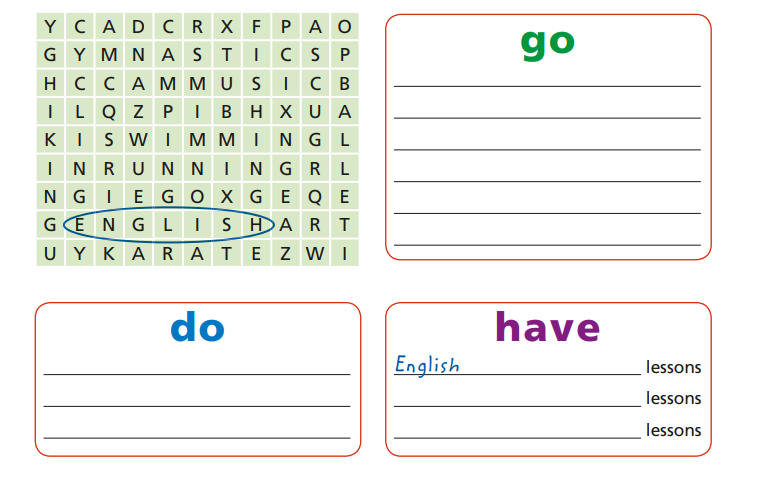 Y C A D C R X F P A O
G Y M N A S T I C S P
H C C A M M U S I C B
I L Q Z P I B H X U A
K I S W I M M I N G L
I N R U N N I N G R L
N G I E G O X G E Q E
G E N G L I S H A R T
U Y K A R A T E Z W I
go
do
have
English lessons
lessons
lessons